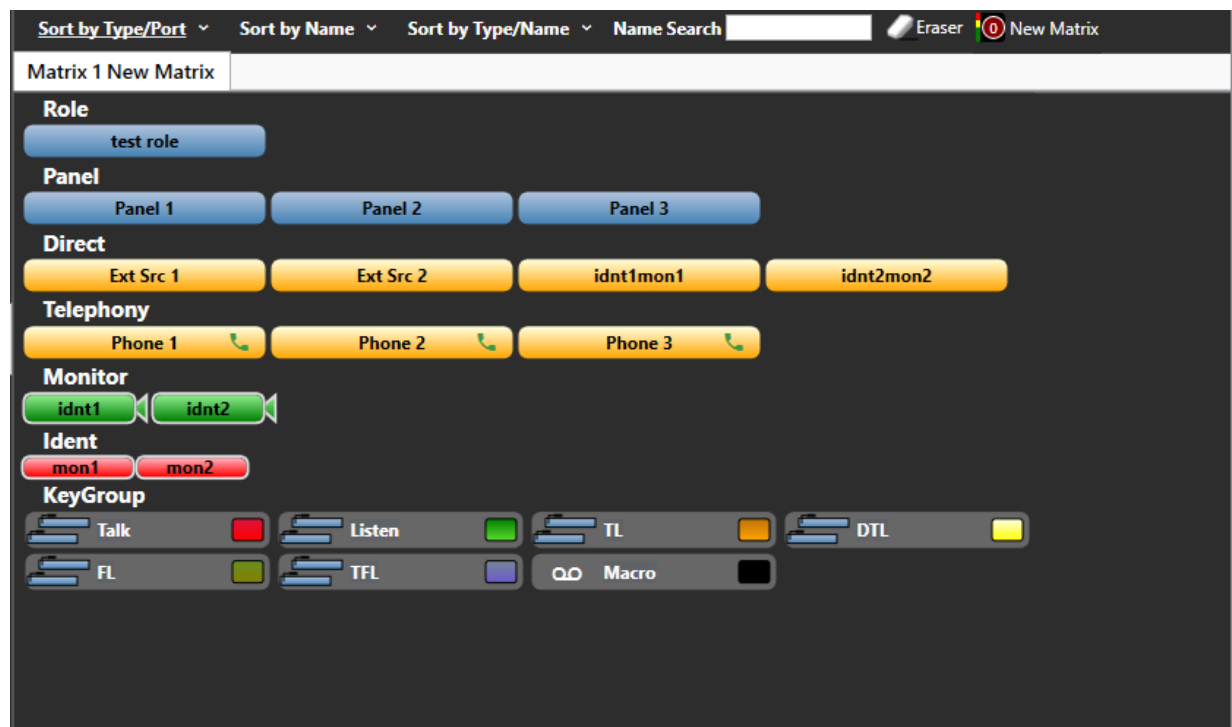 Sort by Type/Port Sort by Name Sort by Type/Name Name Search Eraser 0 New Matrix
Matrix 1 New Matrix
Role
test role
Panel
Panel 1 Panel 2 Panel 3
Direct
Ext Src 1 Ext Src 2 idnt1mon1 idnt2mon2
Telephony
Phone 1 Phone 2 Phone 3
Monitor
idnt1 idnt2
Ident
mon1 mon2
KeyGroup
Talk Listen TL DTL
FL TFL Macro